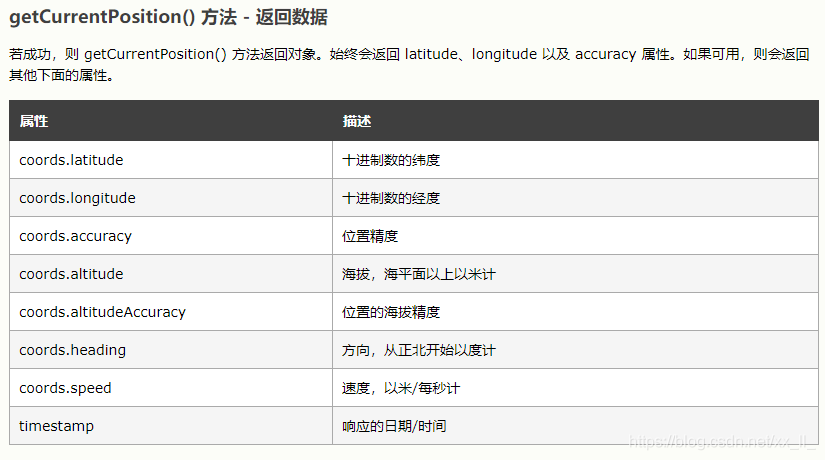 getCurrentPosition() 方法 - 返回数据
若成功，则 getCurrentPosition() 方法返回对象。始终会返回 latitude、longitude 以及 accuracy 属性。如果可用，则会返回
其他下面的属性。
属性 描述
coords.latitude 十进制数的纬度
coords.longitude 十进制数的经度
coords.accuracy 位置精度
coords.altitude 海拔，海平面以上以米计
coords.altitudeAccuracy 位置的海拔精度
coords.heading 方向，从正北开始以度计
coords.speed 速度，以米/每秒计
timestamp 响应的日期/时间
https://blog.csdn.net/xz_ll_